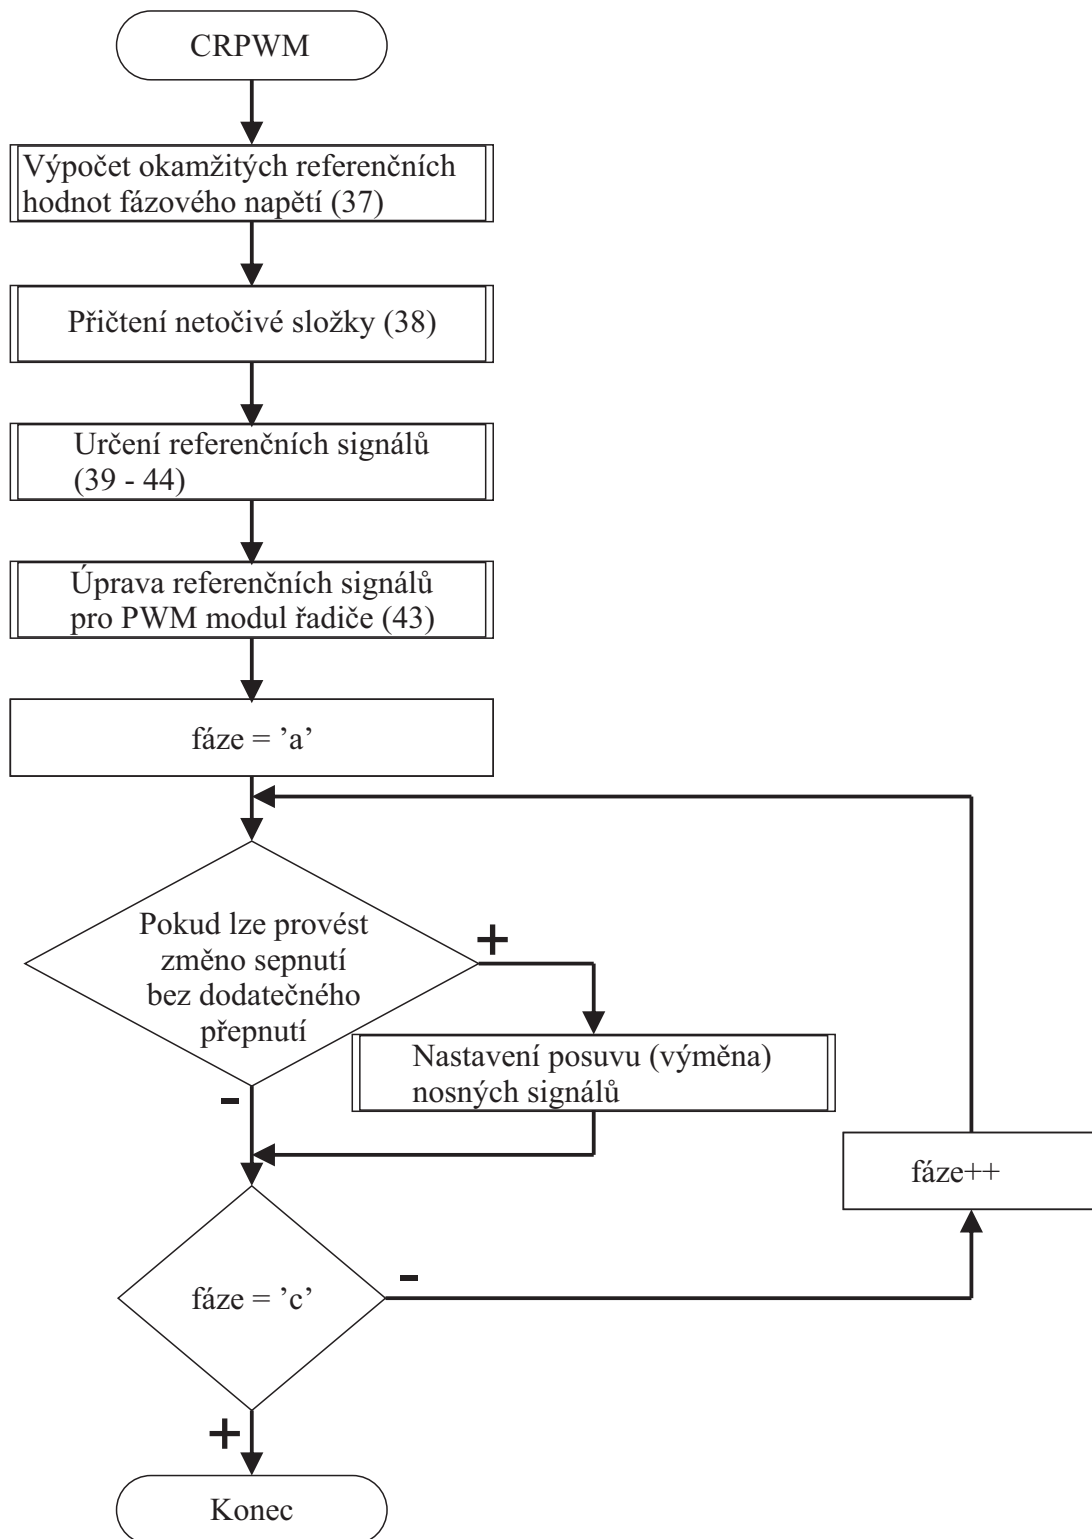 CRPWM
Výpočet okamžitých referenčních
hodnot fázového napětí (37)
Přičtení netočivé složky (38)
Určení referenčních signálů
(39 - 44)
Úprava referenčních signálů
pro PWM modul řadiče (43)
fáze = ’a’
Pokud lze provést
změno sepnutí
bez dodatečného
přepnutí
+
Nastavení posuvu (výměna)
nosných signálů
-
fáze++
fáze = ’c’
-
+
Konec